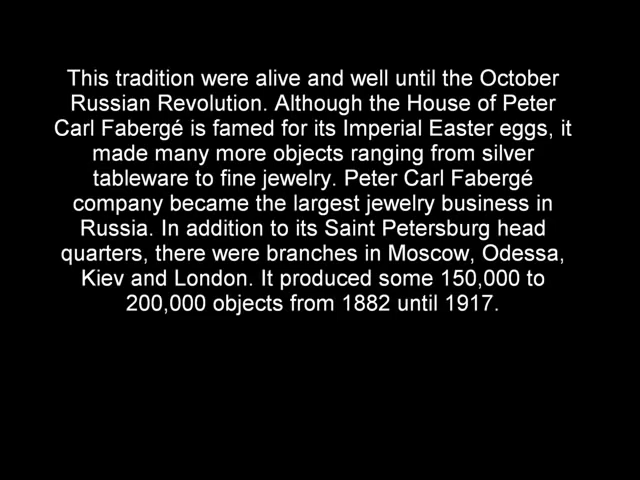 This tradition were alive and well until the October
Russian Revolution. Although the House of Peter
Carl Fabergé is famed for its Imperial Easter eggs, it
made many more objects ranging from silver
tableware to fine jewelry. Peter Carl Fabergé
company became the largest jewelry business in
Russia. In addition to its Saint Petersburg head
quarters, there were branches in Moscow, Odessa,
Kiev and London. It produced some 150,000 to
200,000 objects from 1882 until 1917.